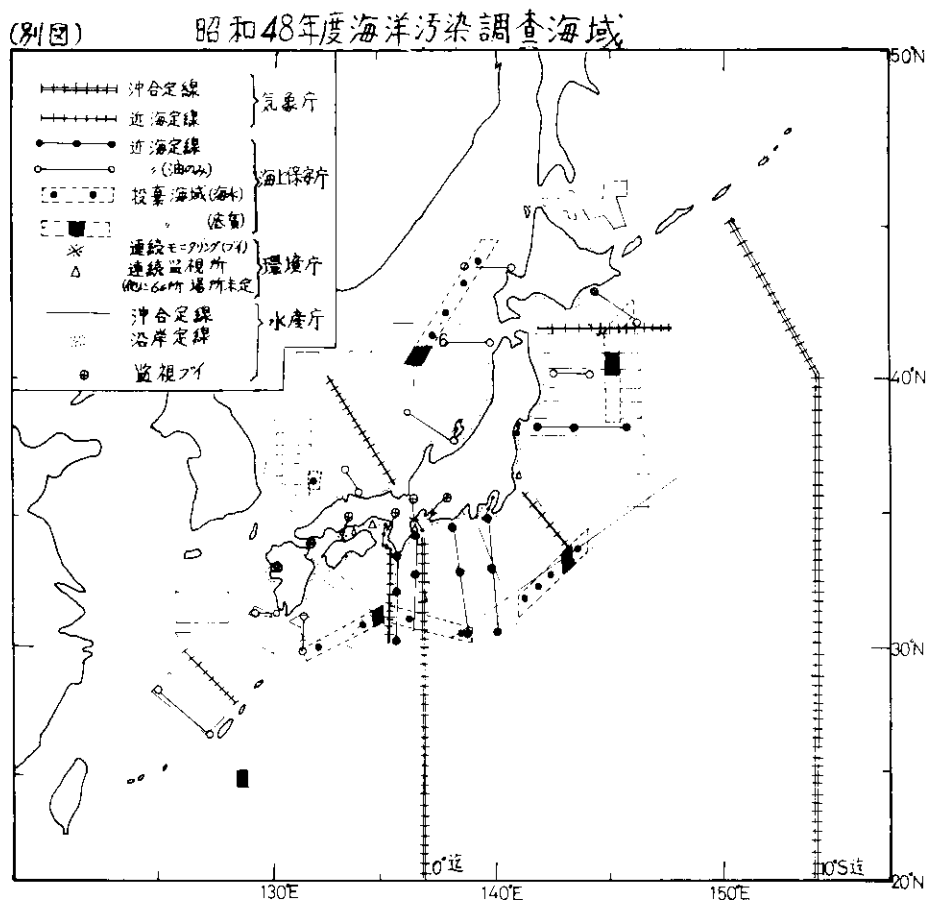 (別図)
昭和48年度海洋汚染調査海域
沖合定線
近海定線
気象庁
近海定線
〃(油のみ)
投棄海域(海水)
〃 (底質)
海上保安庁
連続モニタリング(ブイ)
連続監視所
(他に6ヶ所場所未定)
環境庁
沖合定線
沿岸定線
監視ブイ
水産庁
50°N
40°N
30°N
20°N
6
0°迄
10°S迄
130°E
140°E
150°E